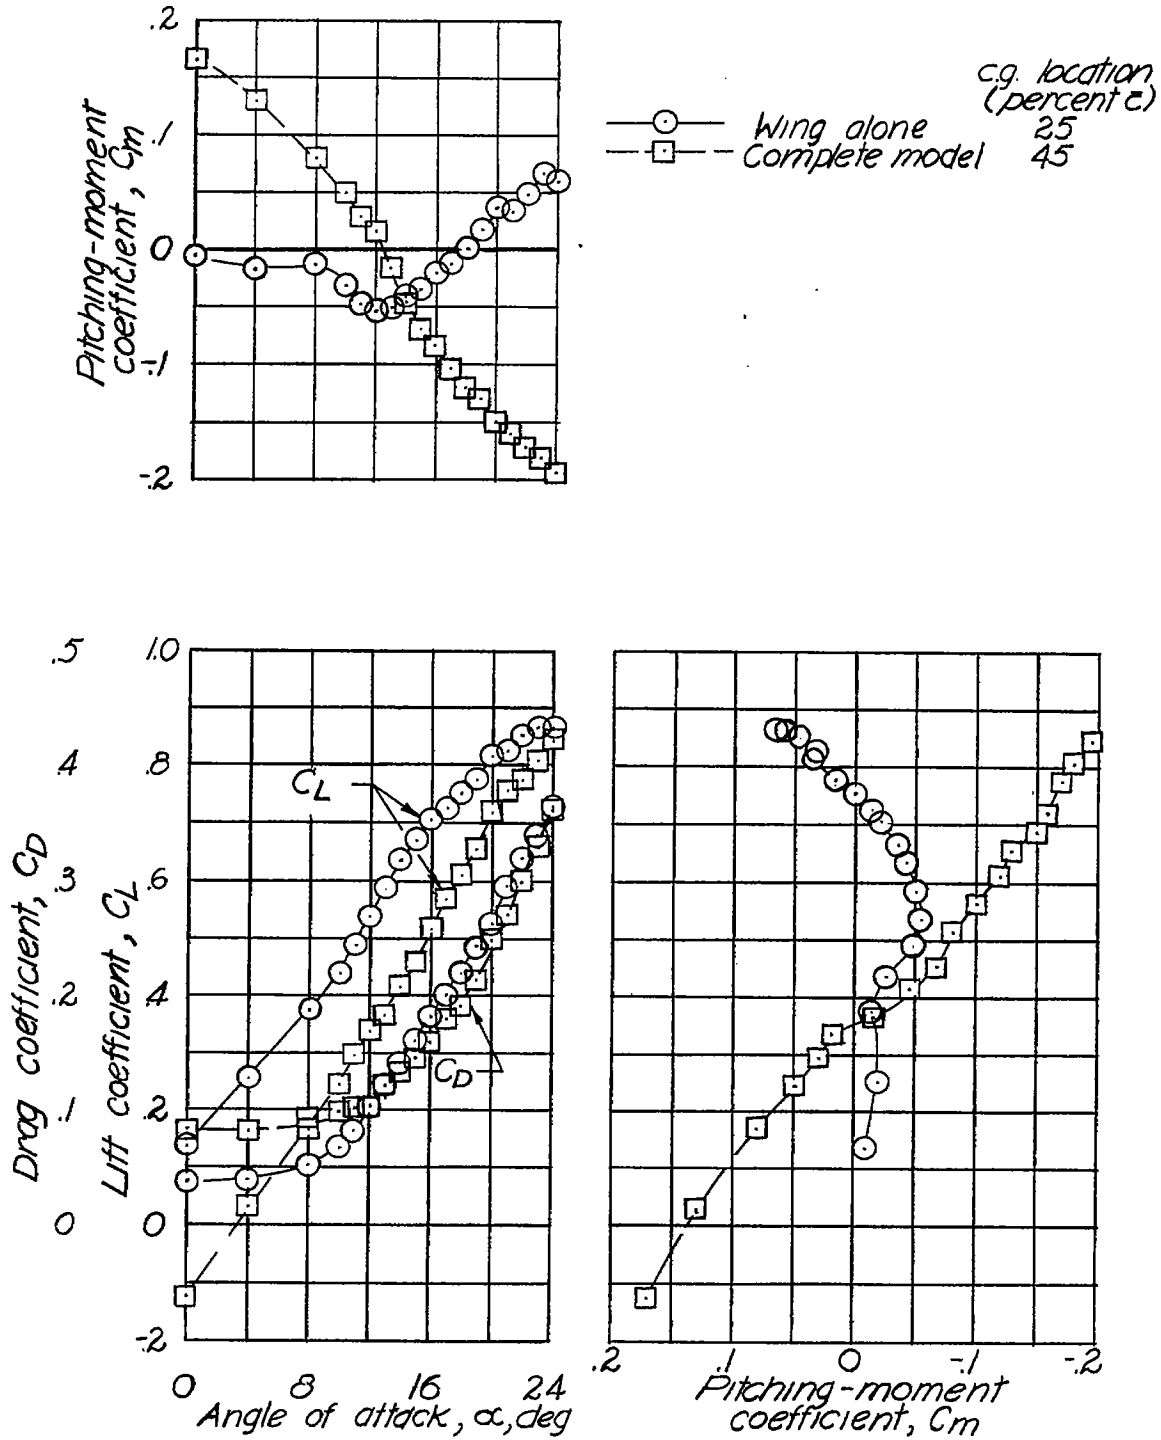 .2
.1
0
-.1
-.2
Pitching-moment
coefficient, Cm
c.g. location
(percent c̄)
Wing alone 25
Complete model 45
.5
.4
.3
.2
.1
0
Drag coefficient, CD
1.0
.8
.6
.4
.2
0
-.2
Lift coefficient, CL
CL
CD
0 8 16 24
Angle of attack, α, deg
.2 .1 0 -.1 -.2
Pitching-moment
coefficient, Cm